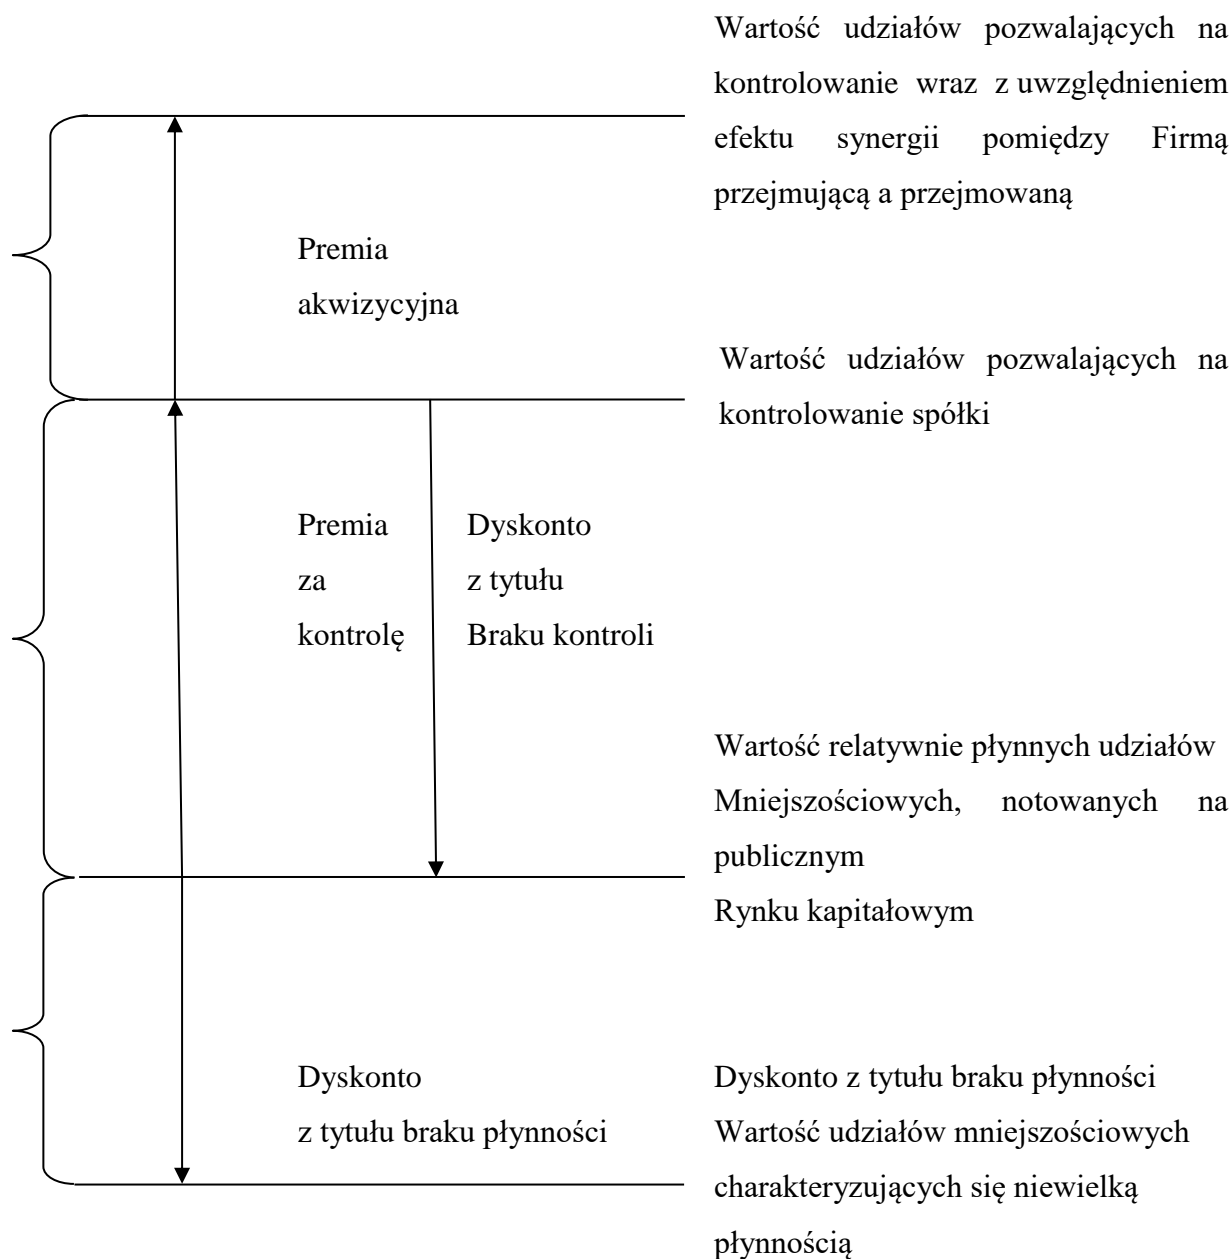 Wartość udziałów pozwalających na
kontrolowanie wraz z uwzględnieniem
efektu synergii pomiędzy Firmą
przejmującą a przejmowaną
Premia
akwizycyjna
Wartość udziałów pozwalających na
kontrolowanie spółki
Premia
za
kontrolę
Dyskonto
z tytułu
Braku kontroli
Wartość relatywnie płynnych udziałów
Mniejszościowych, notowanych na
publicznym
Rynku kapitałowym
Dyskonto
z tytułu braku płynności
Dyskonto z tytułu braku płynności
Wartość udziałów mniejszościowych
charakteryzujących się niewielką
płynnością